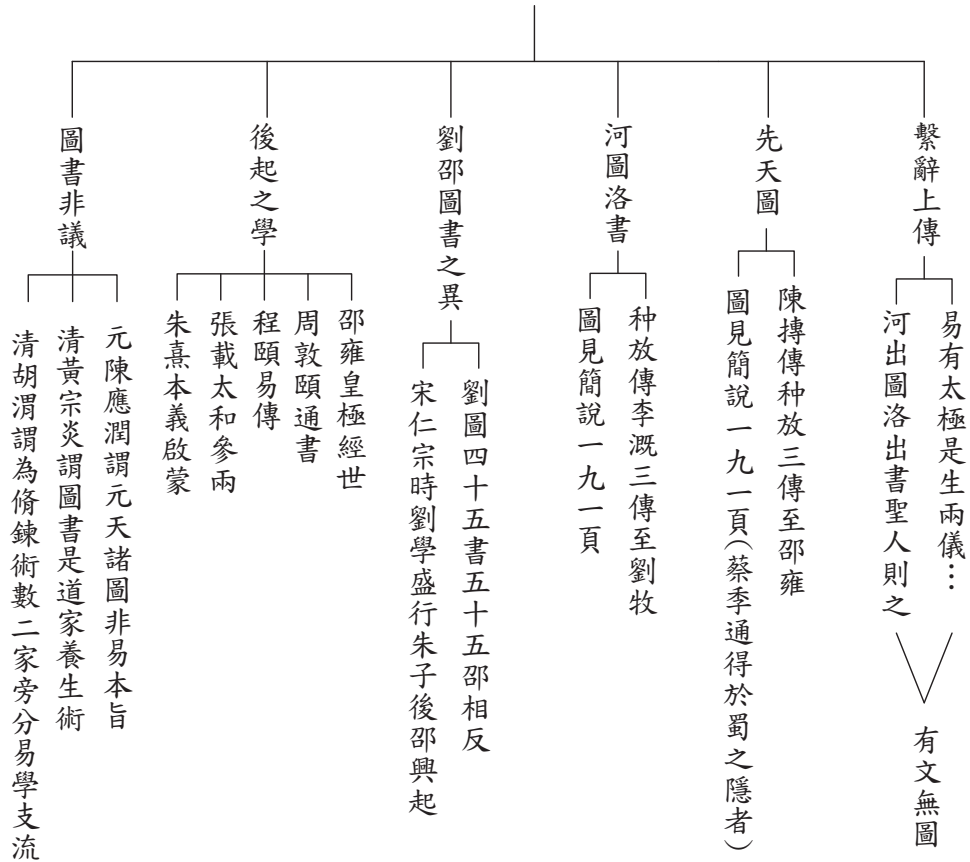 繫辭上傳
易有太極是生兩儀…
河出圖洛出書聖人則之
有文無圖
先天圖
陳摶傳种放三傳至邵雍
圖見簡說一九一頁(蔡季通得於蜀之隱者)
河圖洛書
种放傳李溉三傳至劉牧
圖見簡說一九一頁
劉邵圖書之異
劉圖四十五書五十五邵相反
宋仁宗時劉學盛行朱子後邵興起
後起之學
邵雍皇極經世
周敦頤通書
程頤易傳
張載太和參兩
朱熹本義啟蒙
圖書非議
元陳應潤謂元天諸圖非易本旨
清黃宗炎謂圖書是道家養生術
清胡渭謂為脩鍊術數二家旁分易學支流